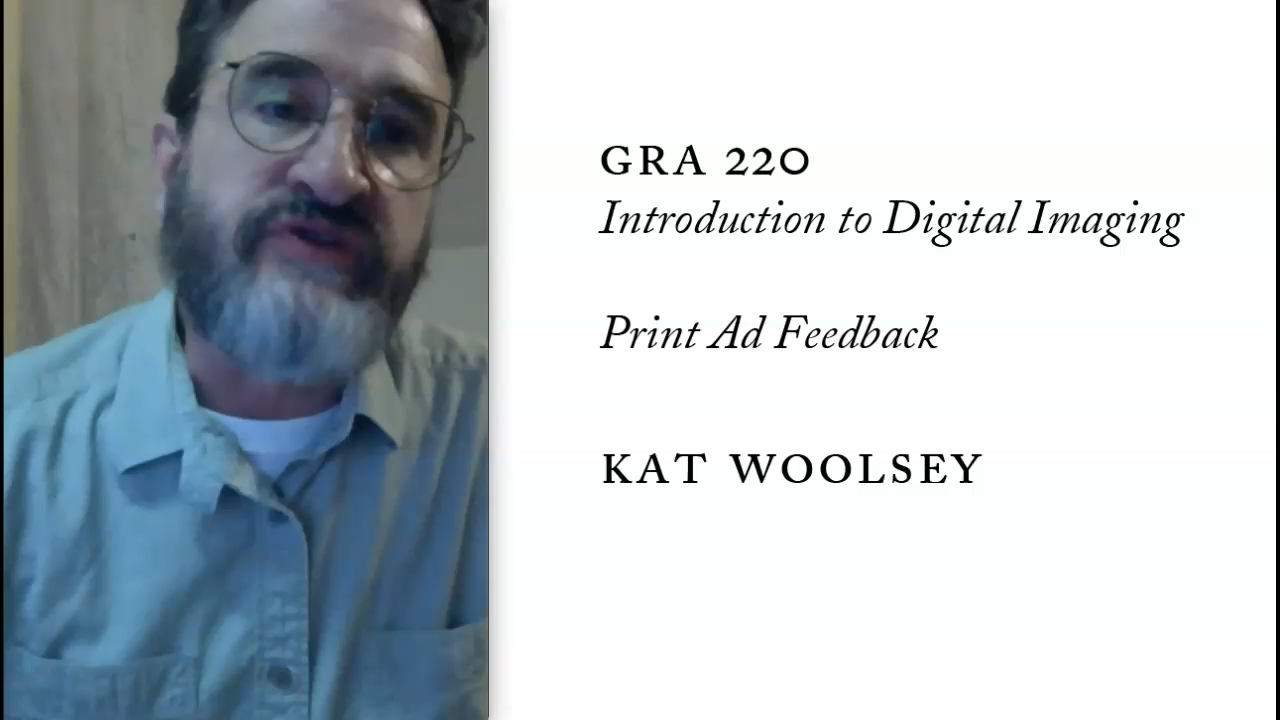 GRA 220
Introduction to Digital Imaging
Print Ad Feedback
KAT WOOLSEY